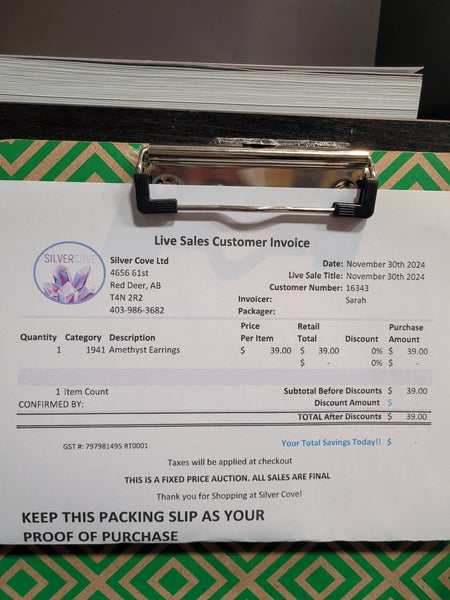 Live Sales Customer Invoice
SILVERCOVE
Silver Cove Ltd
4656 61st
Red Deer, AB
T4N 2R2
403-986-3682
Date: November 30th 2024
Live Sale Title: November 30th 2024
Customer Number: 16343
Invoicer: Sarah
Packager:
Quantity Category Description Price Per Item Retail Total Discount Purchase Amount
1 1941 Amethyst Earrings $ 39.00 $ 39.00 0% $ 39.00
$ - 0% $ -
1 Item Count Subtotal Before Discounts $ 39.00
CONFIRMED BY: Discount Amount $ -
TOTAL After Discounts $ 39.00
GST #: 797981495 RT0001 Your Total Savings Today!! $ -
Taxes will be applied at checkout
THIS IS A FIXED PRICE AUCTION. ALL SALES ARE FINAL
Thank you for Shopping at Silver Cove!
KEEP THIS PACKING SLIP AS YOUR
PROOF OF PURCHASE